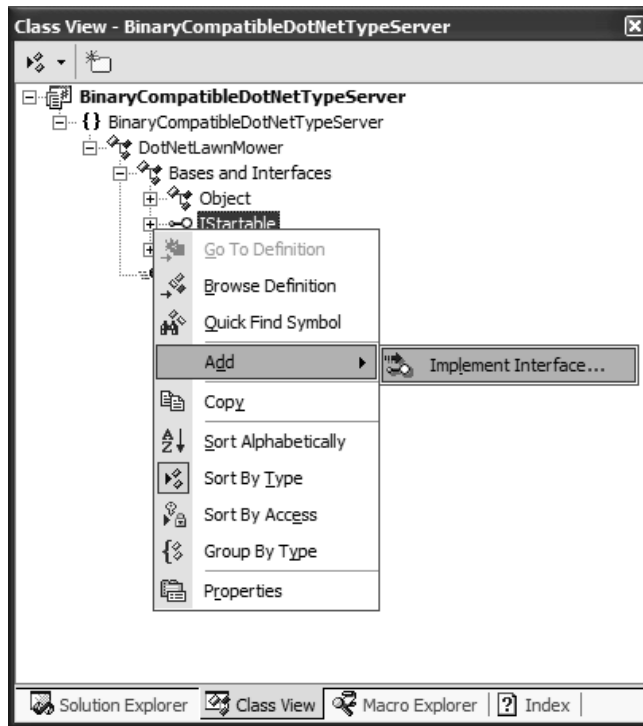 Class View - BinaryCompatibleDotNetTypeServer
BinaryCompatibleDotNetTypeServer
{} BinaryCompatibleDotNetTypeServer
DotNetLawnMower
Bases and Interfaces
Object
IStartable
Go To Definition
Browse Definition
Quick Find Symbol
Add
Implement Interface...
Copy
Sort Alphabetically
Sort By Type
Sort By Access
Group By Type
Properties
Solution Explorer Class View Macro Explorer Index